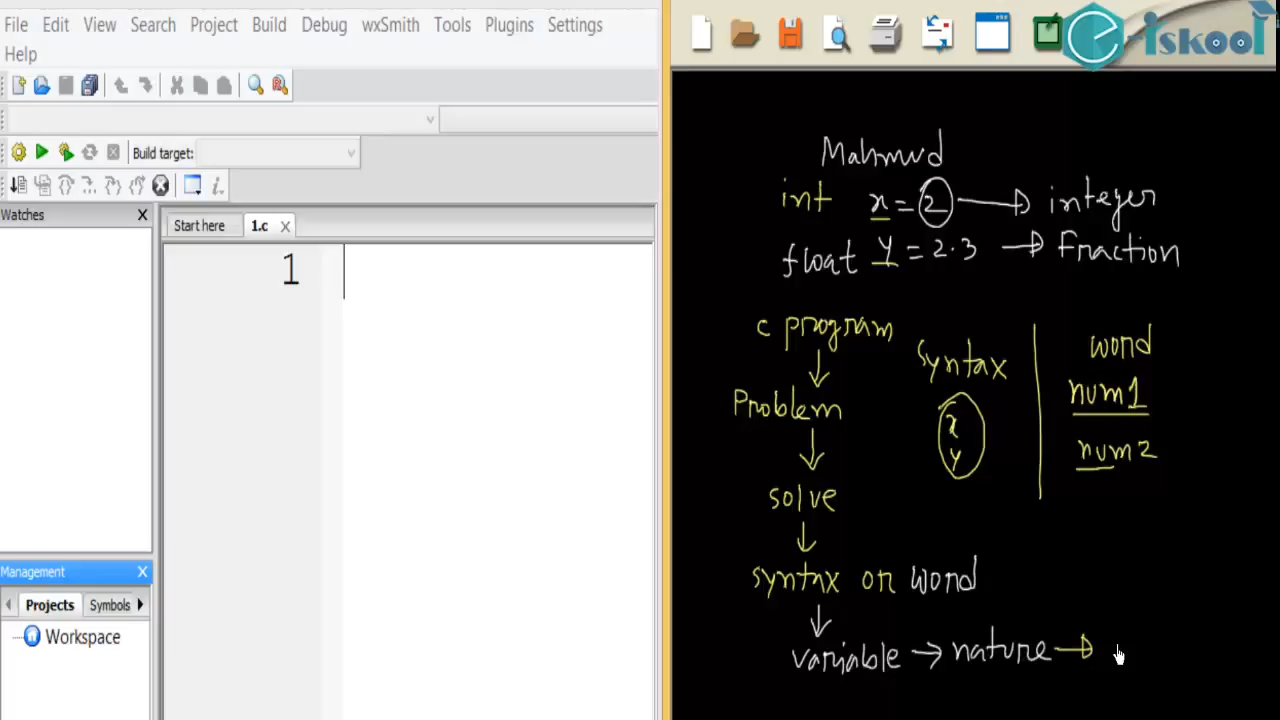 File Edit View Search Project Build Debug wxSmith Tools Plugins Settings
Help
Build target:
Watches
Start here 1.c
1
Management
Projects Symbols
Workspace
e-iskool
Mahmud
int x = 2 → integer
float y = 2.3 → Fraction
c program
↓
Problem
↓
solve
↓
syntax or word
↓
variable → nature →
syntax
x
y
word
num1
num2